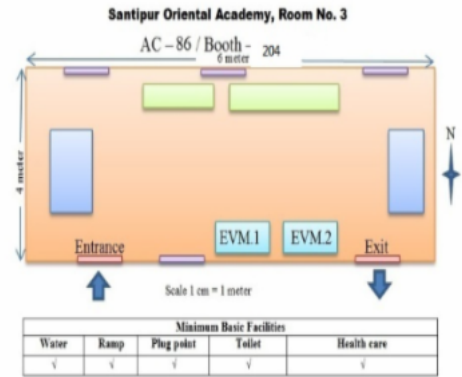 Santipur Oriental Academy, Room No. 3
AC – 86 / Booth - 204
6 meter
4 meter
N
EVM.1 EVM.2
Entrance Exit
Scale 1 cm = 1 meter
Minimum Basic Facilities
Water Ramp Plug point Toilet Health care
√ √ √ √ √